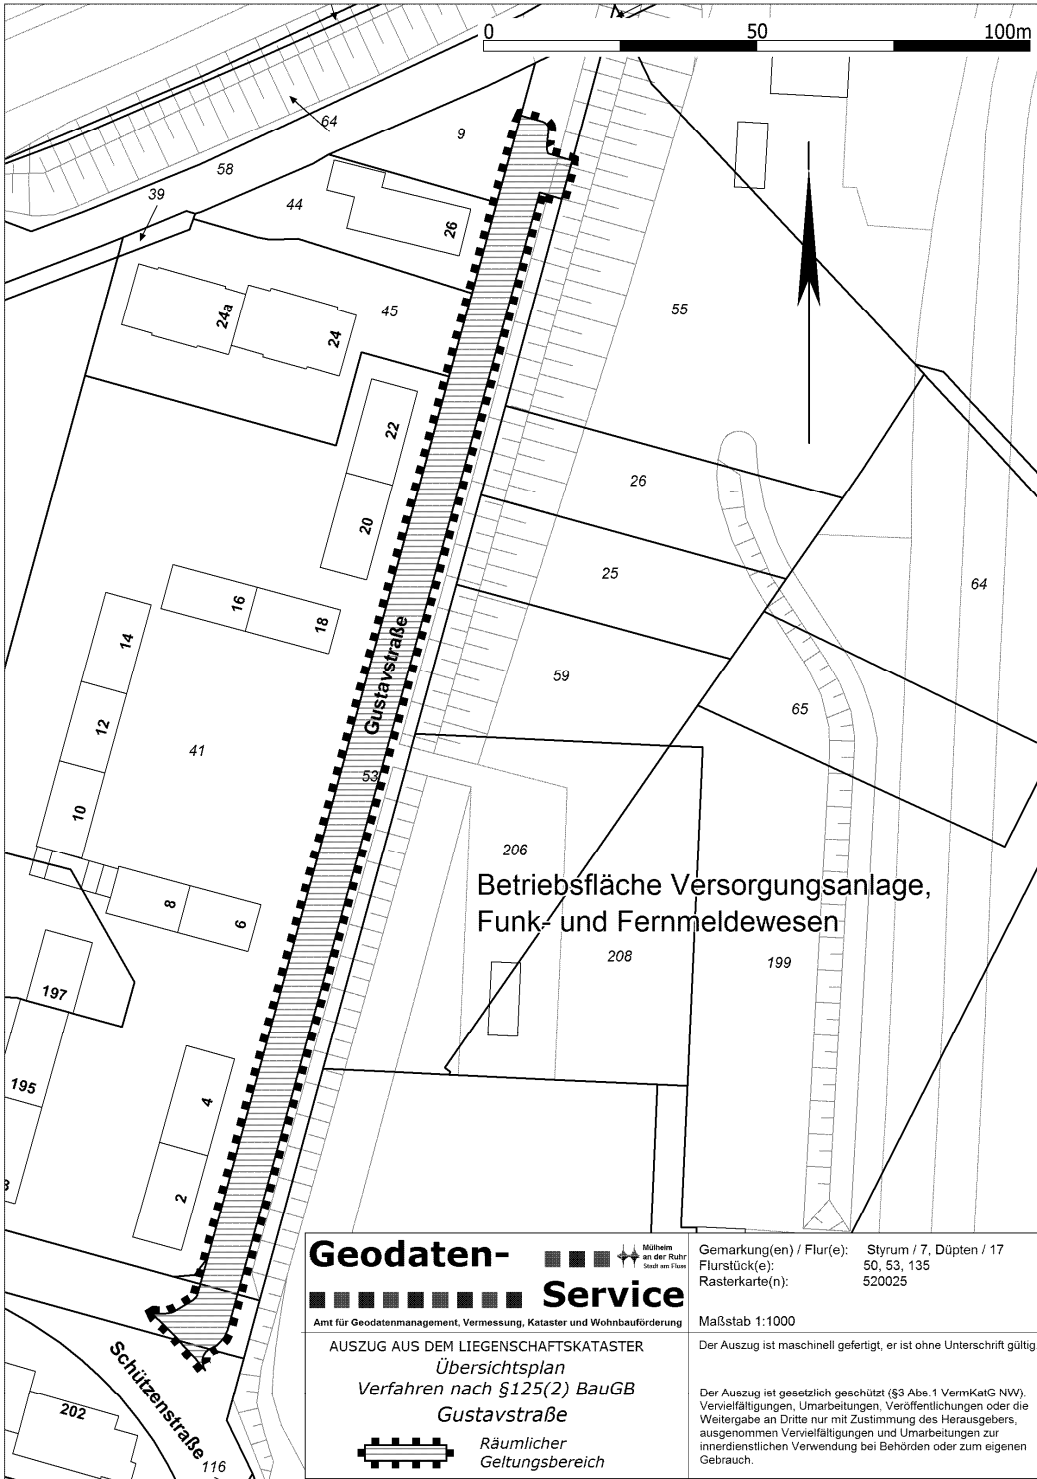 0 50 100m
64
9
58
39
44
26
24a
24
45
55
22
26
20
25
16
18
64
14
Gustavstraße
59
12
65
41
53
10
206
Betriebsfläche Versorgungsanlage,
Funk- und Fernmeldewesen
8
6
208
199
197
195
4
2
Schützenstraße
202
116
Geodaten-
Mülheim
an der Ruhr
Stadt am Fluss
Service
Amt für Geodatenmanagement, Vermessung, Kataster und Wohnbauförderung
AUSZUG AUS DEM LIEGENSCHAFTSKATASTER
Übersichtsplan
Verfahren nach §125(2) BauGB
Gustavstraße
Räumlicher
Geltungsbereich
Gemarkung(en) / Flur(e): Styrum / 7, Düpten / 17
Flurstück(e): 50, 53, 135
Rasterkarte(n): 520025
Maßstab 1:1000
Der Auszug ist maschinell gefertigt, er ist ohne Unterschrift gültig.
Der Auszug ist gesetzlich geschützt (§3 Abs.1 VermKatG NW).
Vervielfältigungen, Umarbeitungen, Veröffentlichungen oder die
Weitergabe an Dritte nur mit Zustimmung des Herausgebers,
ausgenommen Vervielfältigungen und Umarbeitungen zur
innerdienstlichen Verwendung bei Behörden oder zum eigenen
Gebrauch.